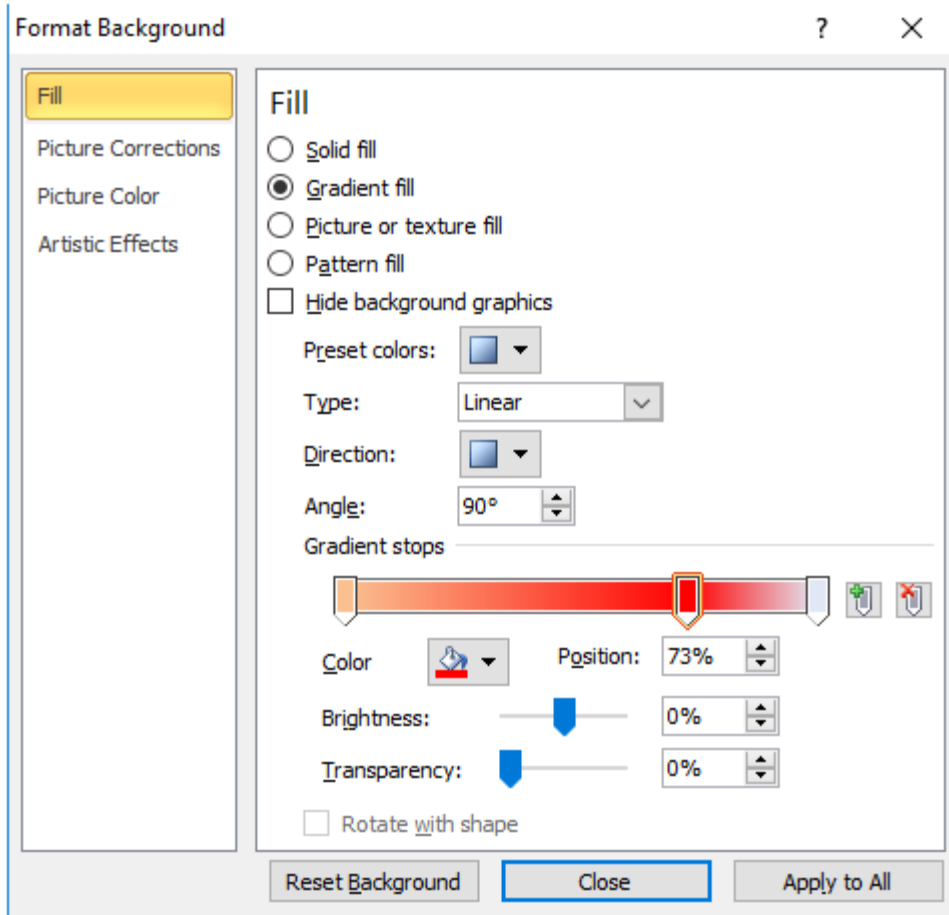 Format Background
?
Fill
Picture Corrections
Picture Color
Artistic Effects
Fill
Solid fill
Gradient fill
Picture or texture fill
Pattern fill
Hide background graphics
Preset colors:
Type: Linear
Direction:
Angle: 90°
Gradient stops
Color Position: 73%
Brightness: 0%
Transparency: 0%
Rotate with shape
Reset Background Close Apply to All